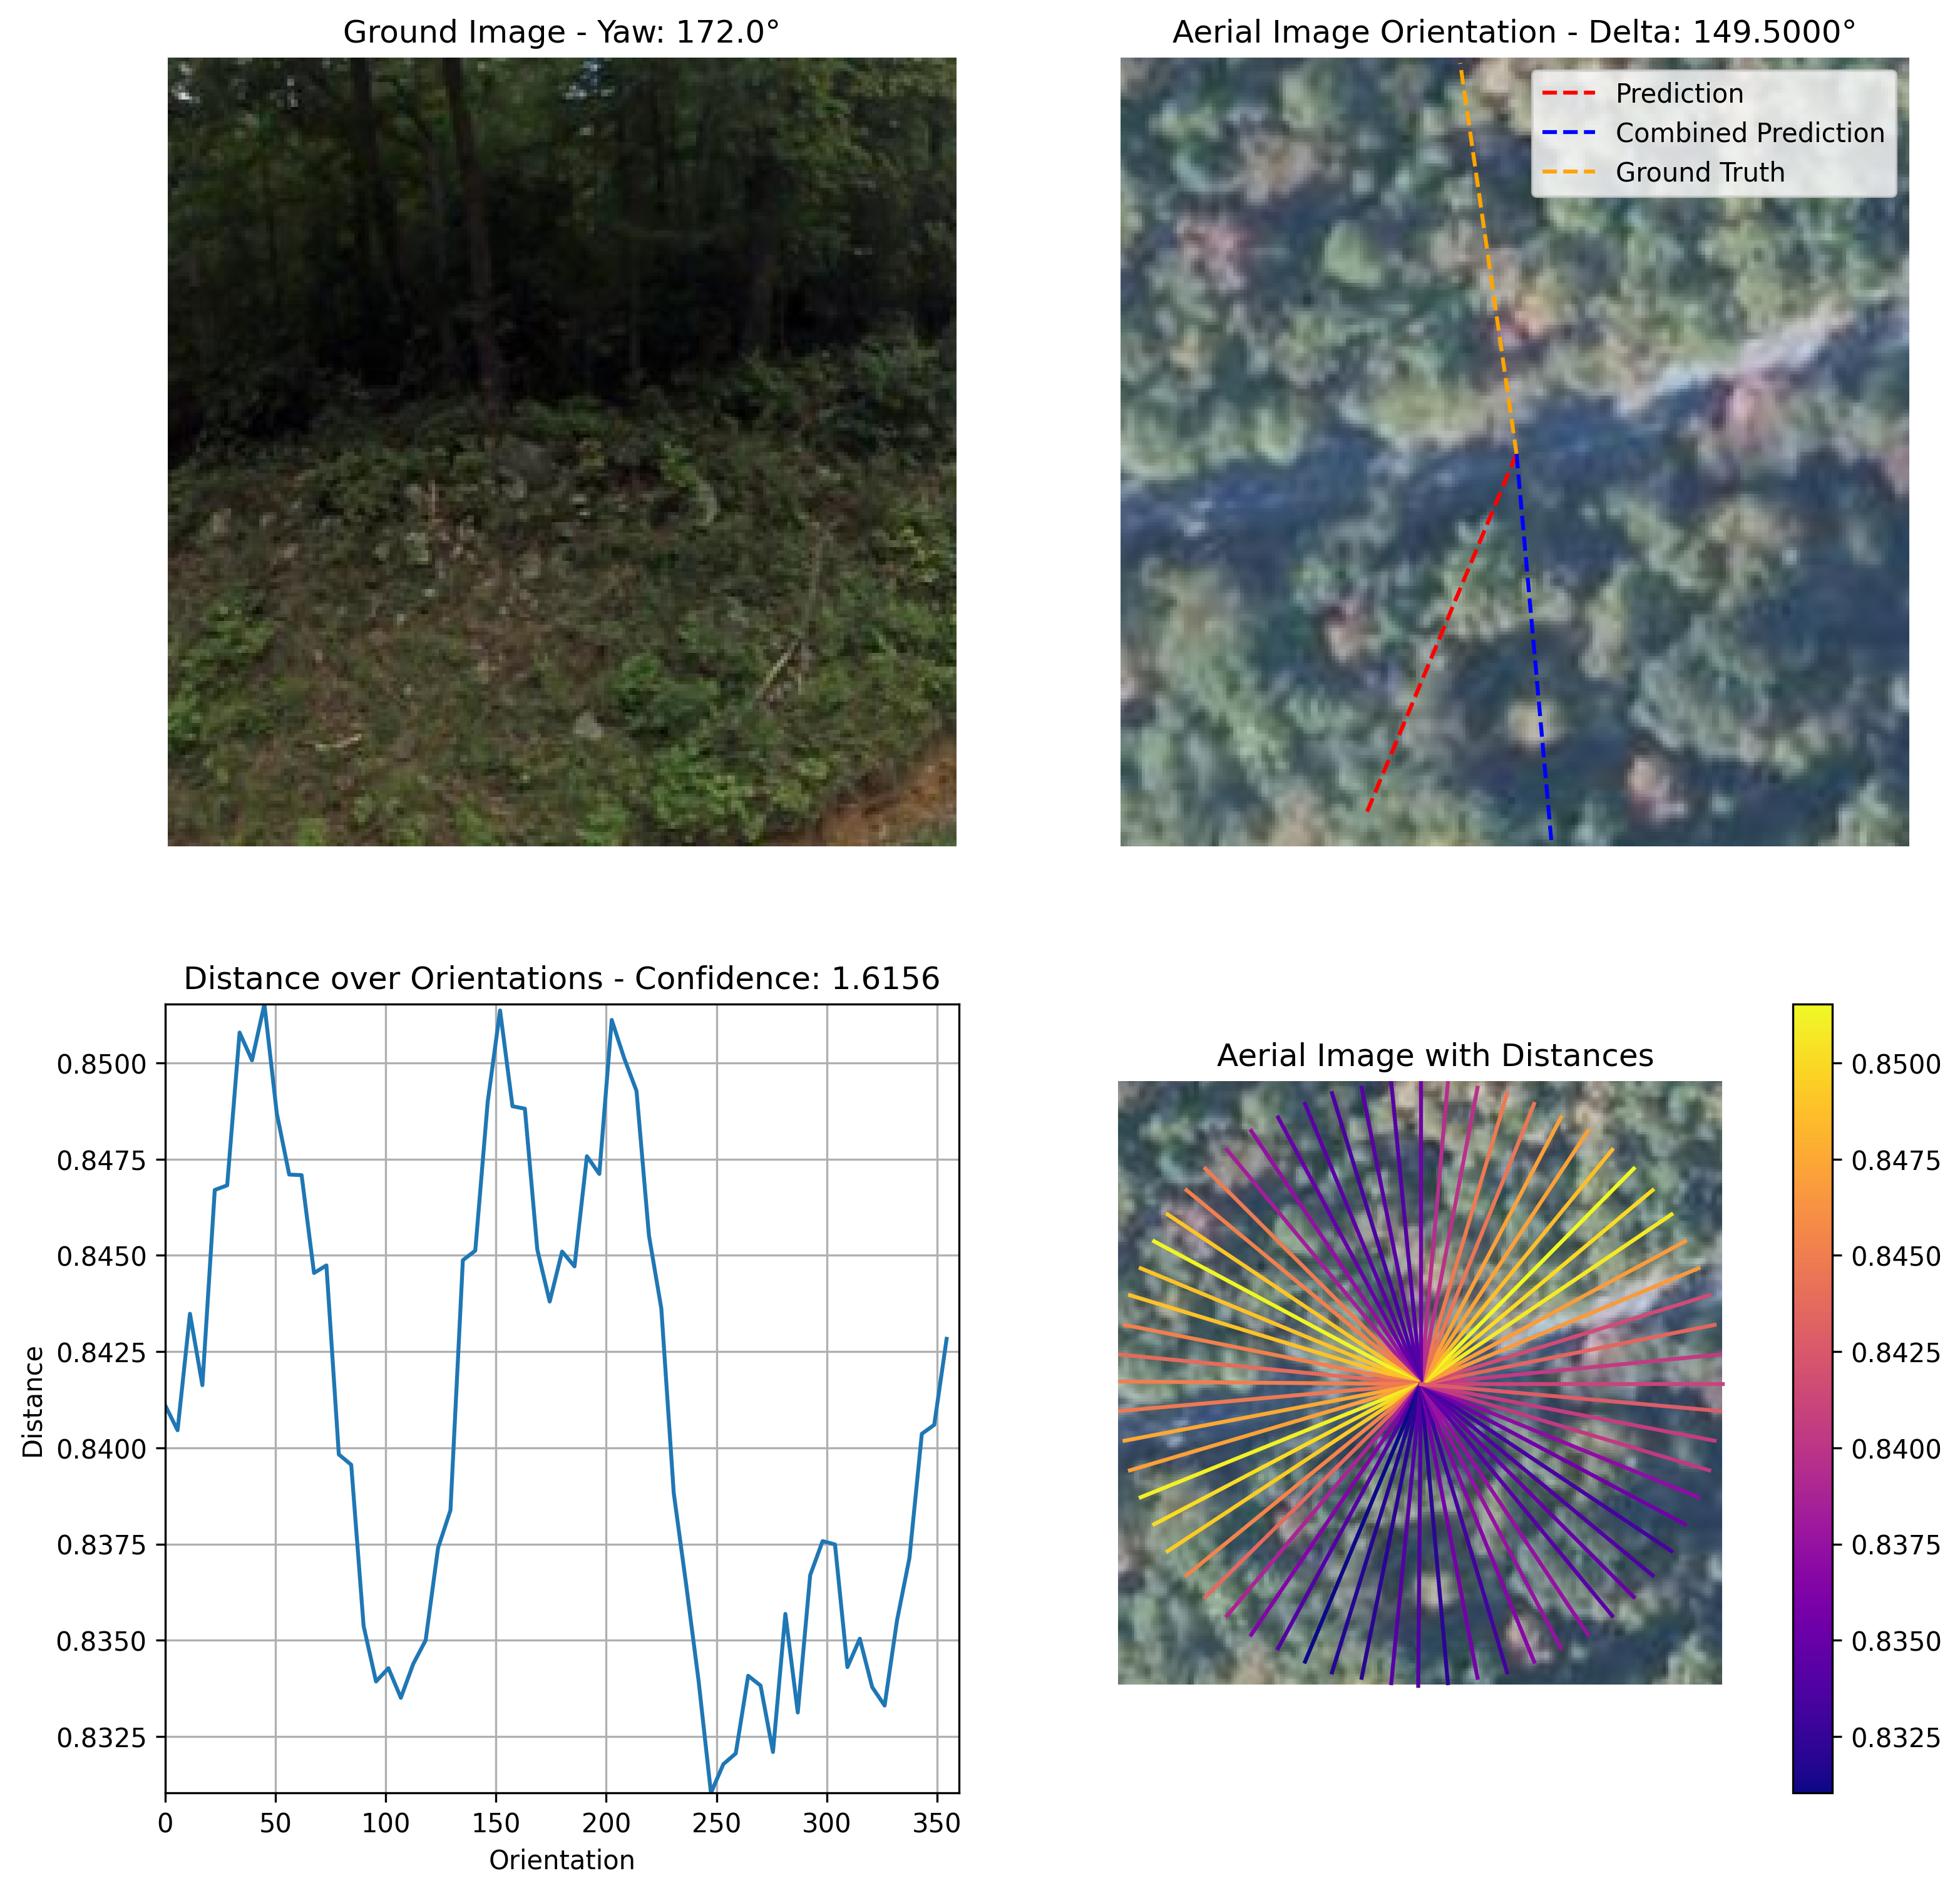 Ground Image - Yaw: 172.0°
Aerial Image Orientation - Delta: 149.5000°
Prediction
Combined Prediction
Ground Truth
Distance over Orientations - Confidence: 1.6156
0.8500
0.8475
0.8450
0.8425
0.8400
0.8375
0.8350
0.8325
Distance
0 50 100 150 200 250 300 350
Orientation
Aerial Image with Distances
0.8500
0.8475
0.8450
0.8425
0.8400
0.8375
0.8350
0.8325